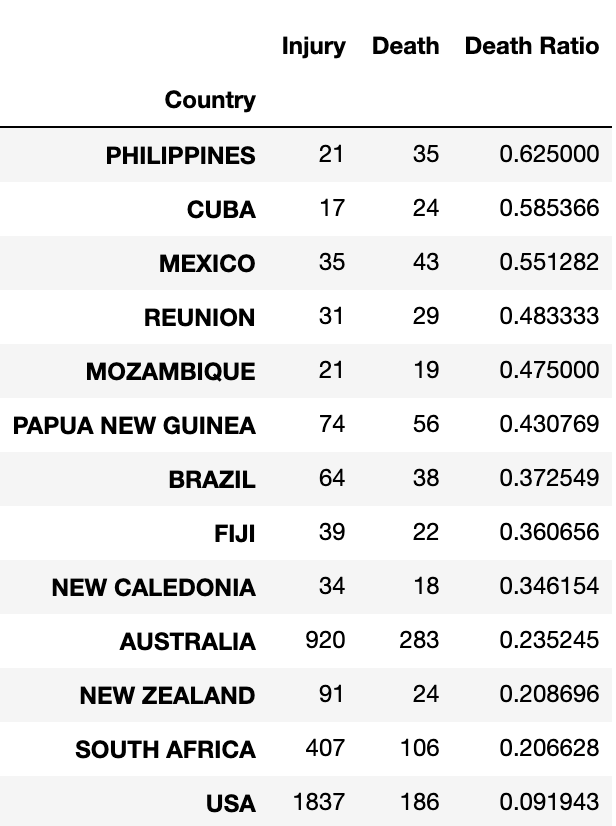 Injury Death Death Ratio
Country
PHILIPPINES 21 35 0.625000
CUBA 17 24 0.585366
MEXICO 35 43 0.551282
REUNION 31 29 0.483333
MOZAMBIQUE 21 19 0.475000
PAPUA NEW GUINEA 74 56 0.430769
BRAZIL 64 38 0.372549
FIJI 39 22 0.360656
NEW CALEDONIA 34 18 0.346154
AUSTRALIA 920 283 0.235245
NEW ZEALAND 91 24 0.208696
SOUTH AFRICA 407 106 0.206628
USA 1837 186 0.091943